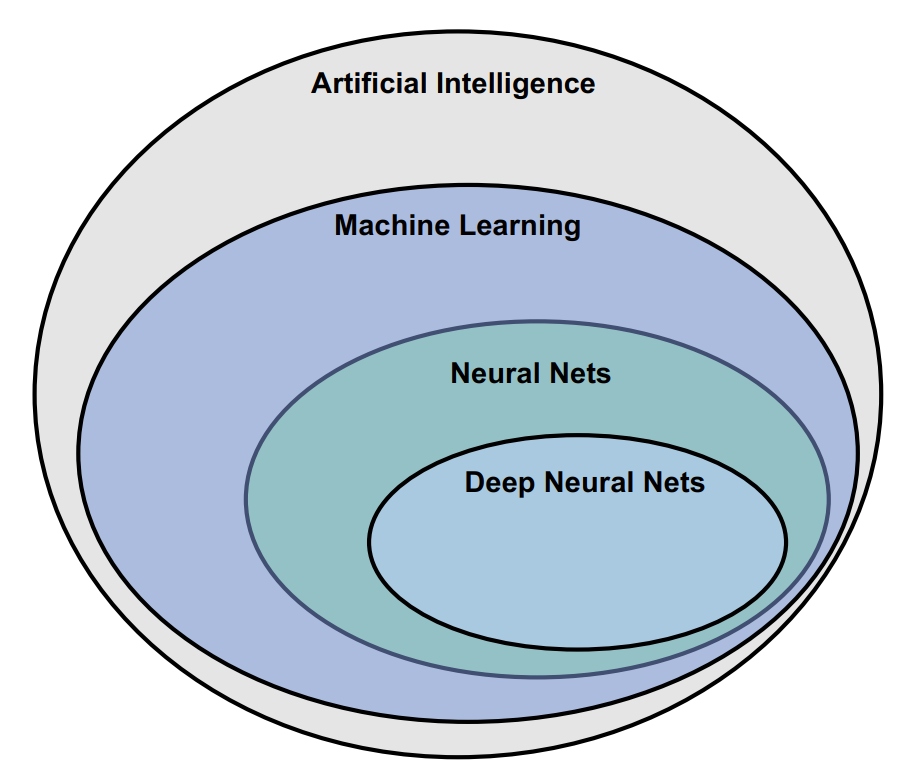 Artificial Intelligence
Machine Learning
Neural Nets
Deep Neural Nets